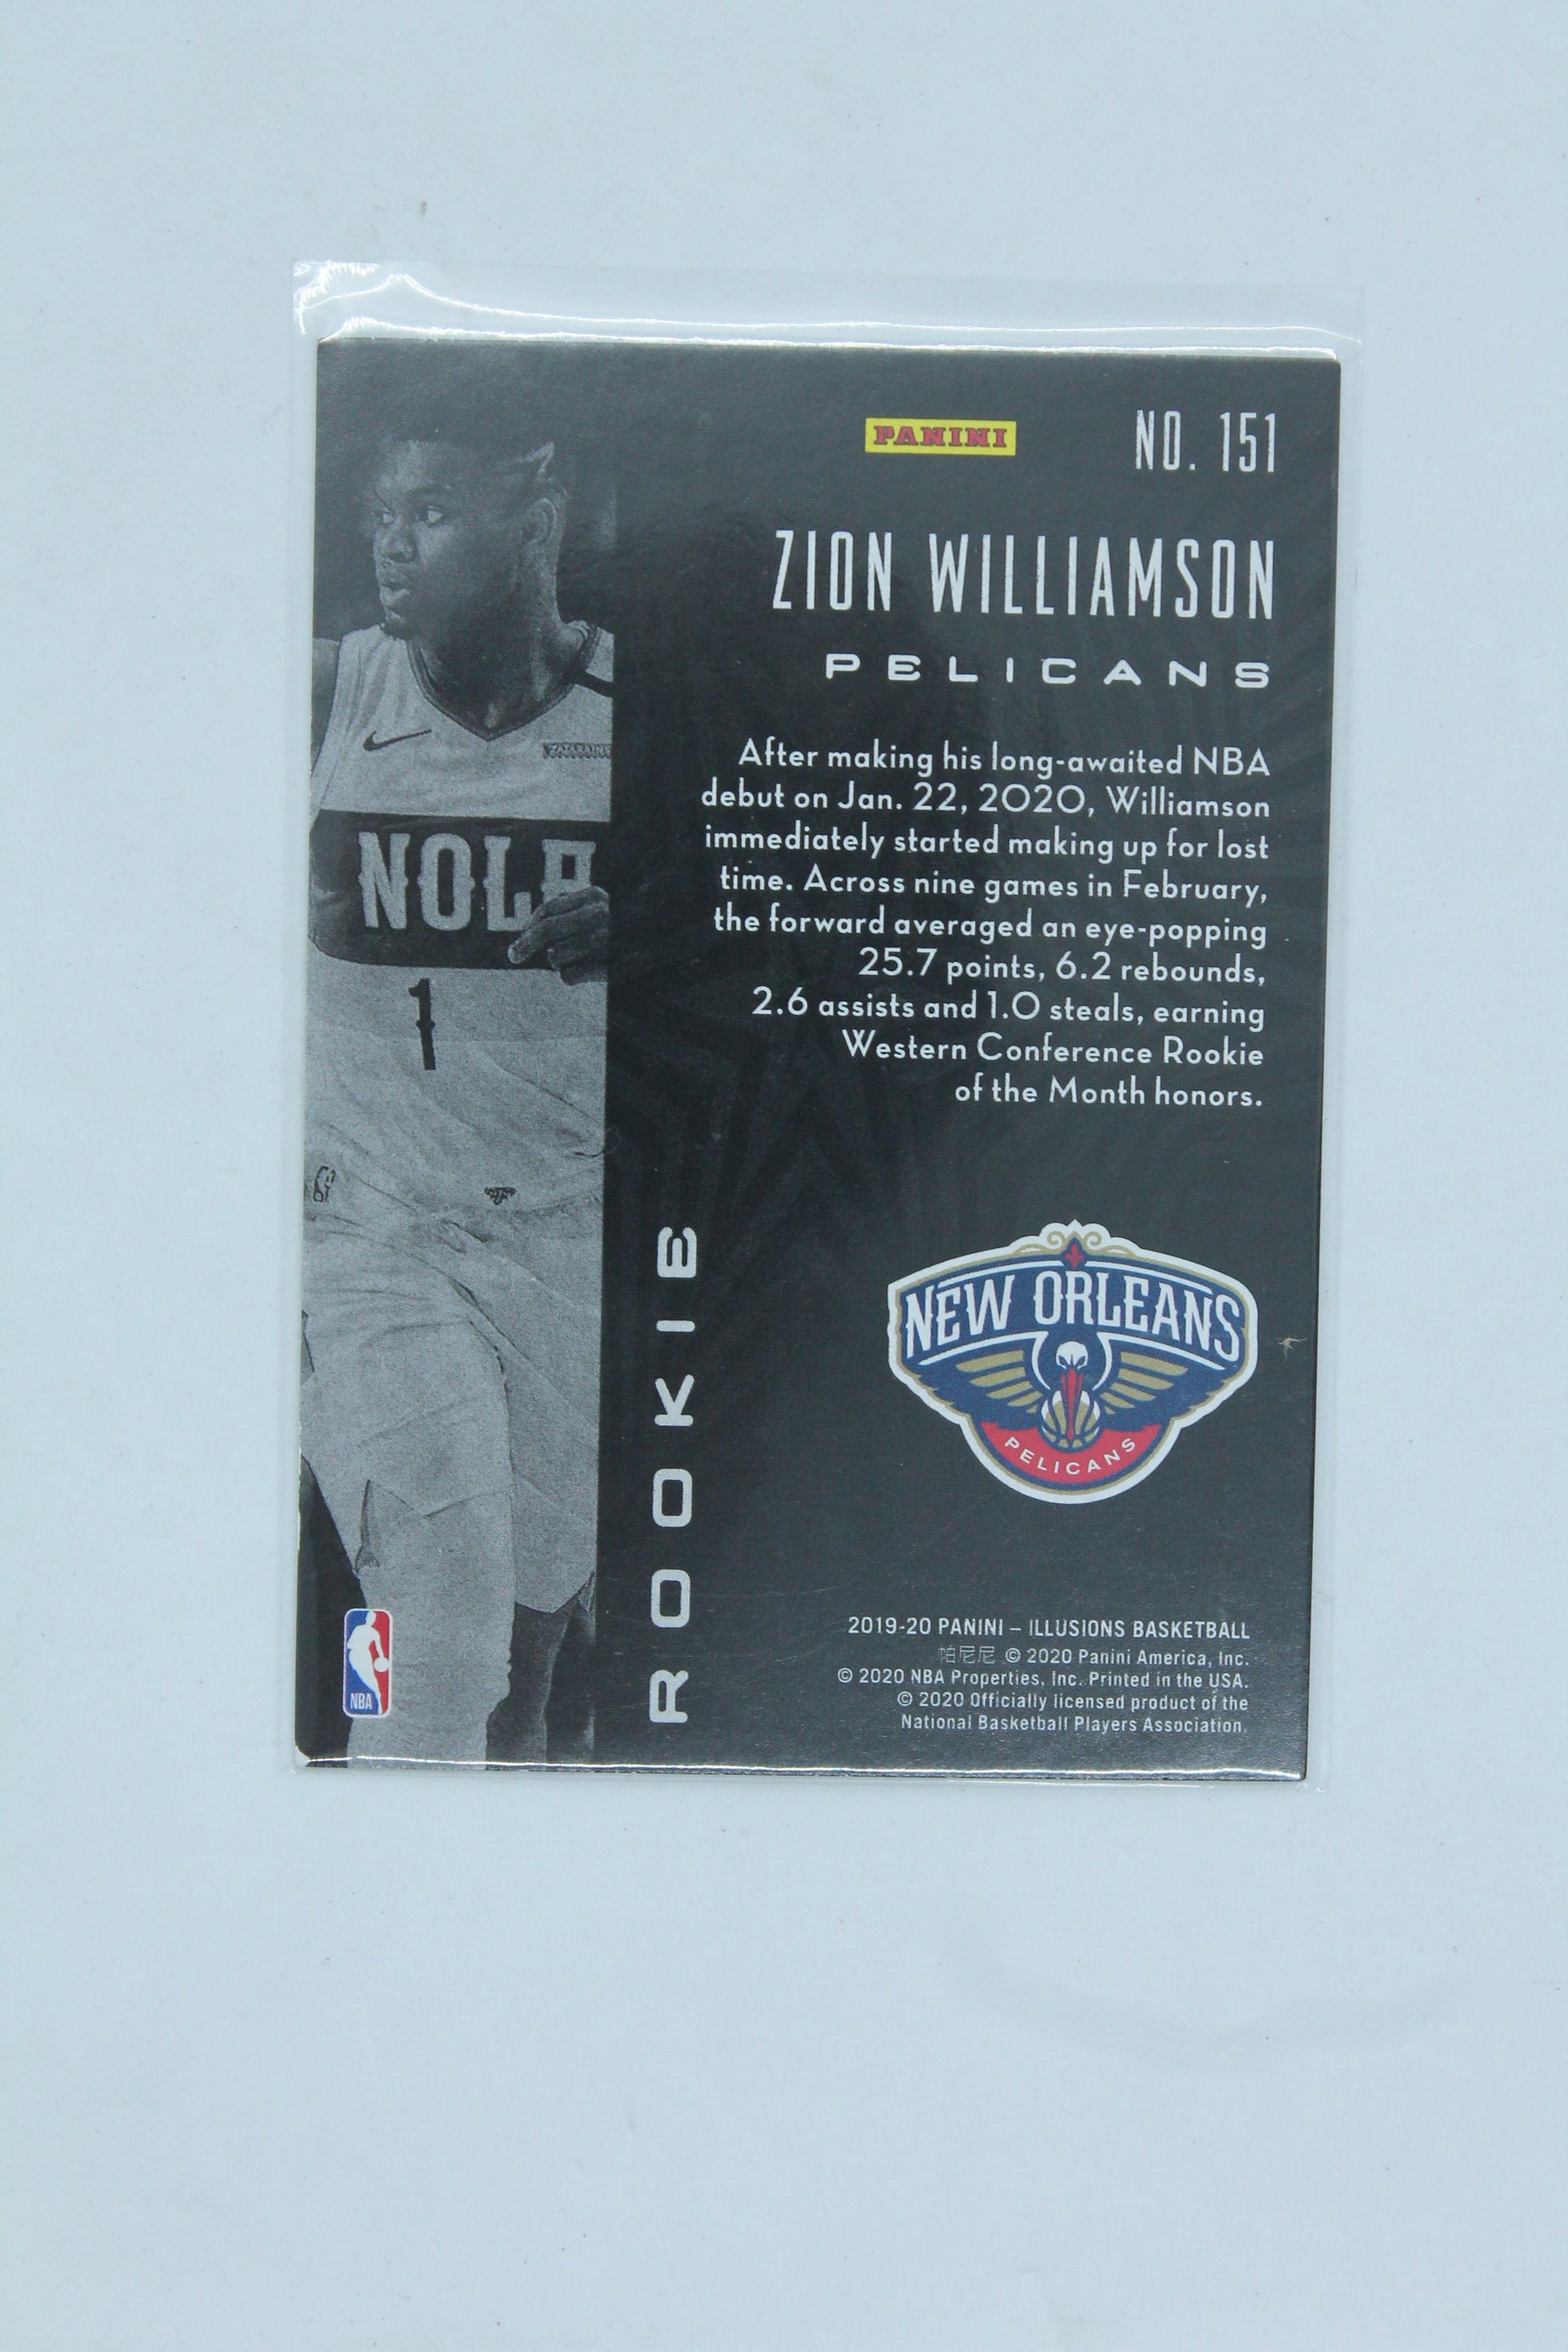 PANINI
NO. 151
ZION WILLIAMSON
PELICANS
After making his long-awaited NBA
debut on Jan. 22, 2020, Williamson
immediately started making up for lost
time. Across nine games in February,
the forward averaged an eye-popping
25.7 points, 6.2 rebounds,
2.6 assists and 1.0 steals, earning
Western Conference Rookie
of the Month honors.
ZATARAIN'S
NOLA
1
ROOKIE
NEW ORLEANS
PELICANS
NBA
2019-20 PANINI – ILLUSIONS BASKETBALL
帕尼尼 © 2020 Panini America, Inc.
© 2020 NBA Properties, Inc. Printed in the USA.
© 2020 Officially licensed product of the
National Basketball Players Association.